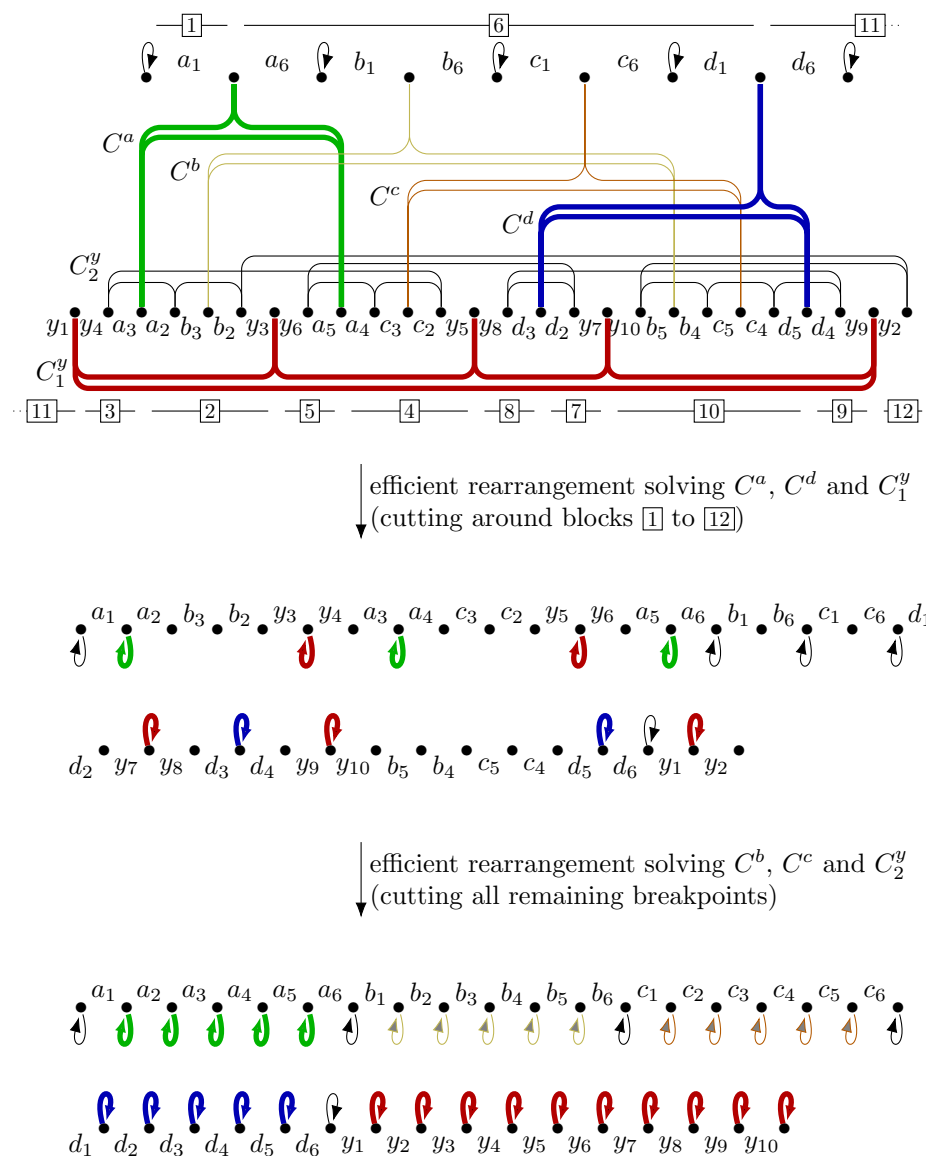 1 6 11
a1 a6 b1 b6 c1 c6 d1 d6
C^a
C^b
C^c
C^d
C_2^y
y1 y4 a3 a2 b3 b2 y3 y6 a5 a4 c3 c2 y5 y8 d3 d2 y7 y10 b5 b4 c5 c4 d5 d4 y9 y2
C_1^y
11 3 2 5 4 8 7 10 9 12
efficient rearrangement solving C^a, C^d and C_1^y
(cutting around blocks 1 to 12)
a1 a2 b3 b2 y3 y4 a3 a4 c3 c2 y5 y6 a5 a6 b1 b6 c1 c6 d1
d2 y7 y8 d3 d4 y9 y10 b5 b4 c5 c4 d5 d6 y1 y2
efficient rearrangement solving C^b, C^c and C_2^y
(cutting all remaining breakpoints)
a1 a2 a3 a4 a5 a6 b1 b2 b3 b4 b5 b6 c1 c2 c3 c4 c5 c6
d1 d2 d3 d4 d5 d6 y1 y2 y3 y4 y5 y6 y7 y8 y9 y10